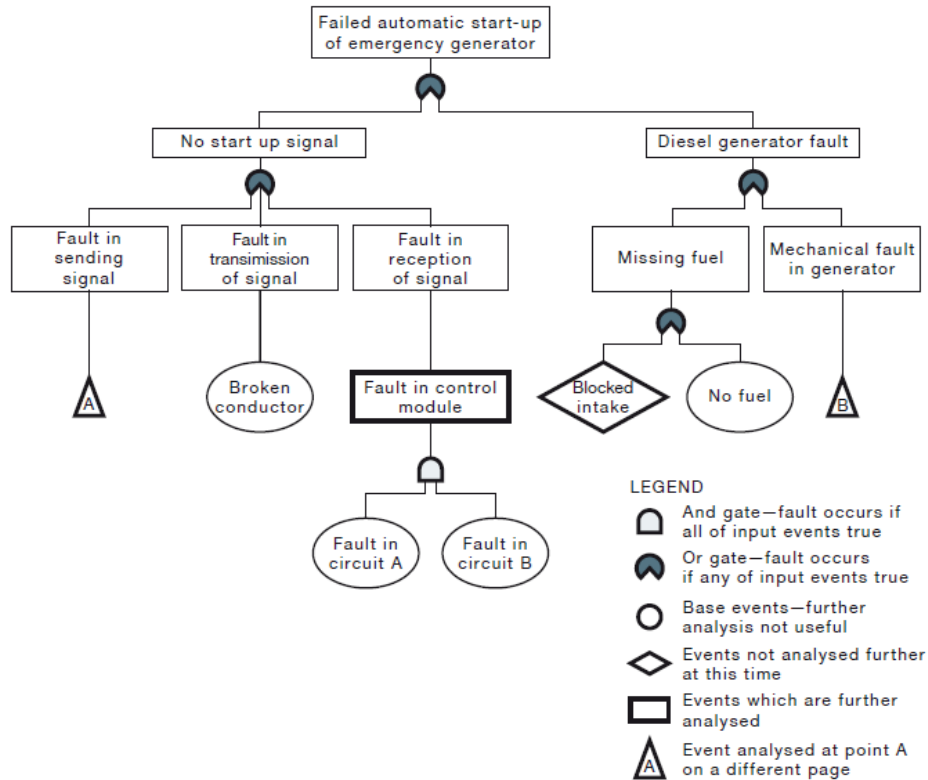 Failed automatic start-up
of emergency generator
No start up signal
Diesel generator fault
Fault in
sending
signal
Fault in
transimission
of signal
Fault in
reception
of signal
Missing fuel
Mechanical fault
in generator
A
Broken
conductor
Fault in control
module
Blocked
intake
No fuel
B
Fault in
circuit A
Fault in
circuit B
LEGEND
And gate—fault occurs if
all of input events true
Or gate—fault occurs
if any of input events true
Base events—further
analysis not useful
Events not analysed further
at this time
Events which are further
analysed
A
Event analysed at point A
on a different page